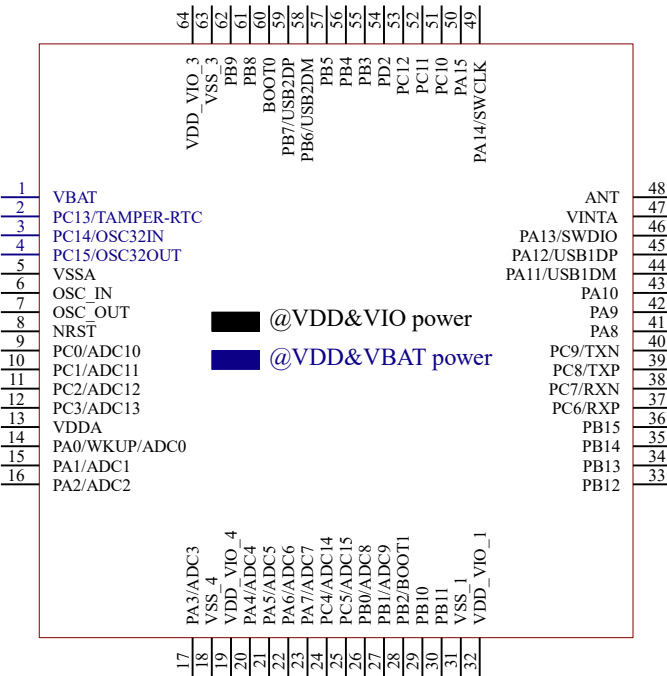 64 63 62 61 60 59 58 57 56 55 54 53 52 51 50 49
VDD_VIO_3
VSS_3
PB9
PB8
BOOT0
PB7/USB2DP
PB6/USB2DM
PB5
PB4
PB3
PD2
PC12
PC11
PC10
PA15
PA14/SWCLK
1 VBAT
2 PC13/TAMPER-RTC
3 PC14/OSC32IN
4 PC15/OSC32OUT
5 VSSA
6 OSC_IN
7 OSC_OUT
8 NRST
9 PC0/ADC10
10 PC1/ADC11
11 PC2/ADC12
12 PC3/ADC13
13 VDDA
14 PA0/WKUP/ADC0
15 PA1/ADC1
16 PA2/ADC2
@VDD&VIO power
@VDD&VBAT power
ANT 48
VINTA 47
PA13/SWDIO 46
PA12/USB1DP 45
PA11/USB1DM 44
PA10 43
PA9 42
PA8 41
PC9/TXN 40
PC8/TXP 39
PC7/RXN 38
PC6/RXP 37
PB15 36
PB14 35
PB13 34
PB12 33
PA3/ADC3
VSS_4
VDD_VIO_4
PA4/ADC4
PA5/ADC5
PA6/ADC6
PA7/ADC7
PC4/ADC14
PC5/ADC15
PB0/ADC8
PB1/ADC9
PB2/BOOT1
PB10
PB11
VSS_1
VDD_VIO_1
17 18 19 20 21 22 23 24 25 26 27 28 29 30 31 32